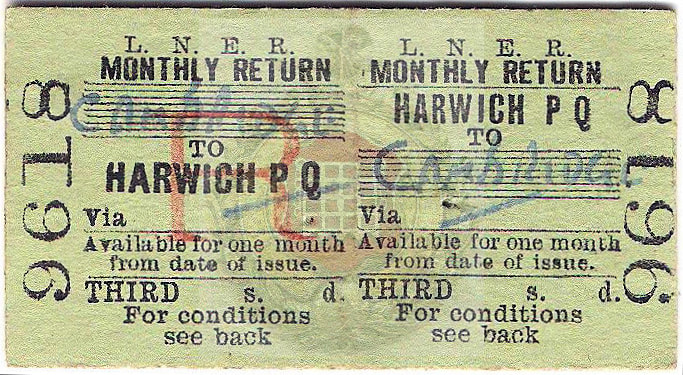 L. N. E. R.
MONTHLY RETURN
Cambridge
TO
HARWICH P Q
Via
Available for one month
from date of issue.
THIRD s. d.
For conditions
see back
8196
R
L. N. E. R.
MONTHLY RETURN
HARWICH P Q
TO
Cambridge
Via
Available for one month
from date of issue.
THIRD s. d.
For conditions
see back
8196